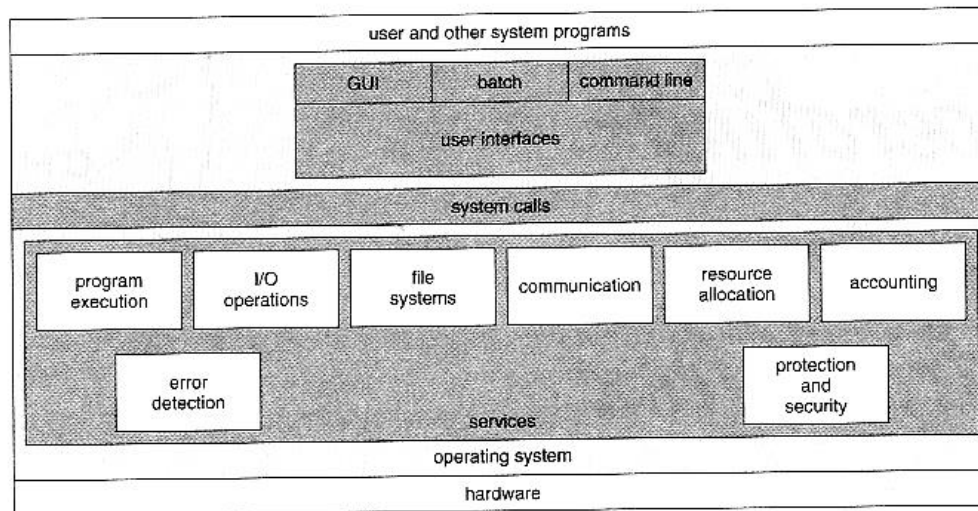 user and other system programs
GUI
batch
command line
user interfaces
system calls
program
execution
I/O
operations
file
systems
communication
resource
allocation
accounting
error
detection
protection
and
security
services
operating system
hardware